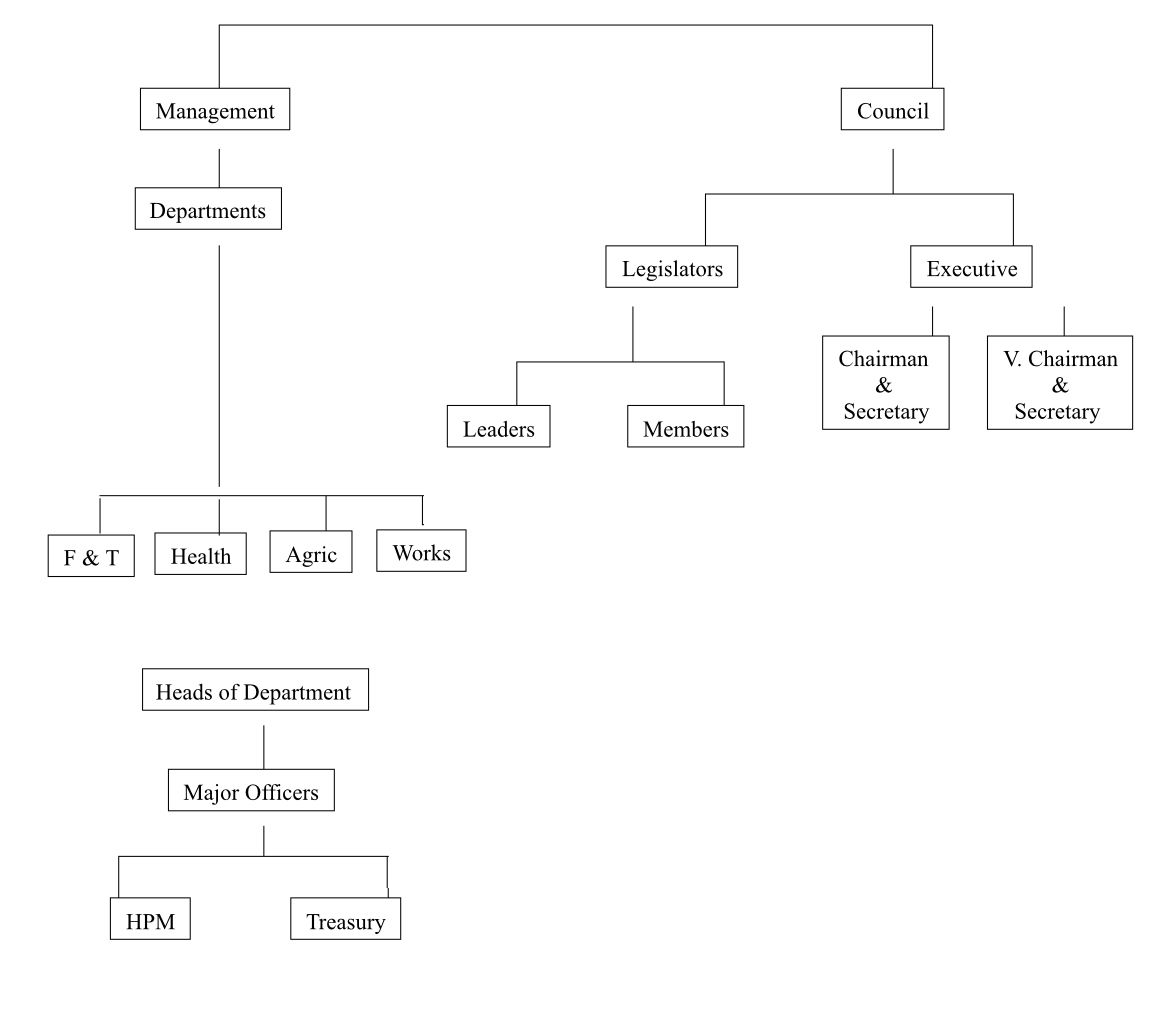 Management
Council
Departments
Legislators
Executive
Chairman
&
Secretary
V. Chairman
&
Secretary
Leaders
Members
F & T
Health
Agric
Works
Heads of Department
Major Officers
HPM
Treasury